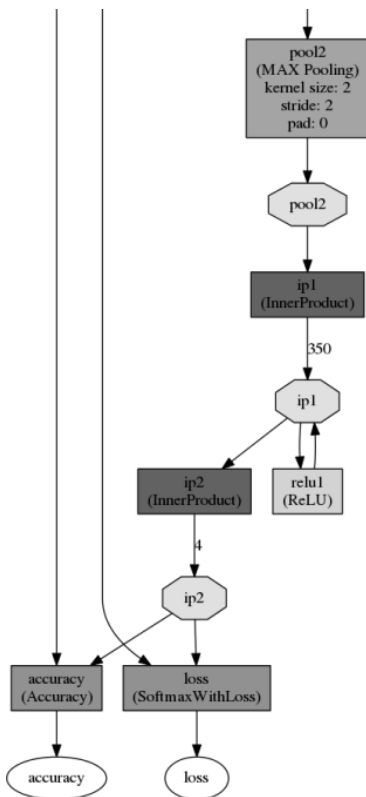 pool2
(MAX Pooling)
kernel size: 2
stride: 2
pad: 0
pool2
ip1
(InnerProduct)
350
ip1
ip2
(InnerProduct)
relu1
(ReLU)
4
ip2
accuracy
(Accuracy)
loss
(SoftmaxWithLoss)
accuracy
loss